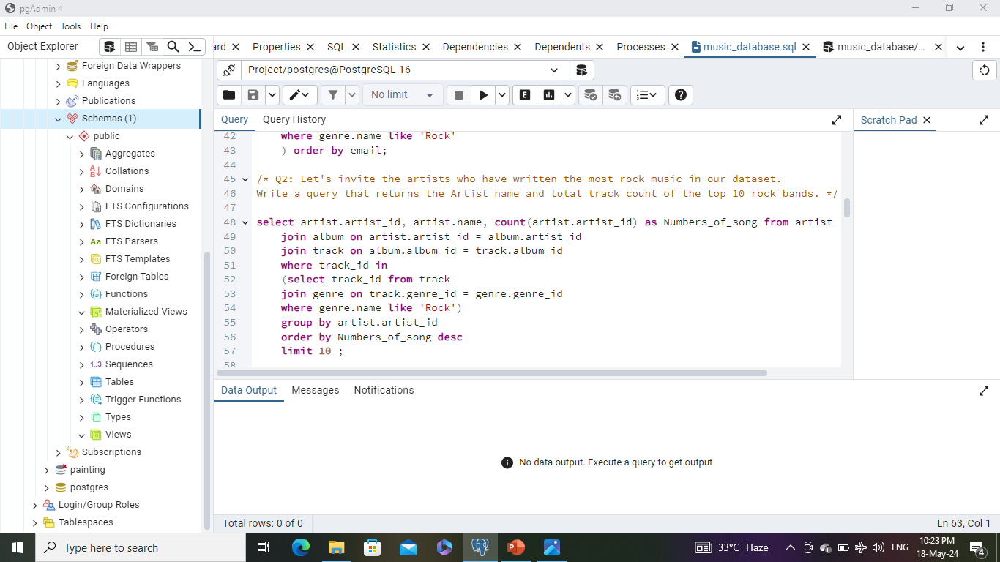 pgAdmin 4
File Object Tools Help
Object Explorer
ard Properties SQL Statistics Dependencies Dependents Processes music_database.sql music_database/...
Foreign Data Wrappers
Languages
Publications
Schemas (1)
public
Aggregates
Collations
Domains
FTS Configurations
FTS Dictionaries
FTS Parsers
FTS Templates
Foreign Tables
Functions
Materialized Views
Operators
Procedures
1..3 Sequences
Tables
Trigger Functions
Types
Views
Subscriptions
painting
postgres
Login/Group Roles
Tablespaces
Project/postgres@PostgreSQL 16
No limit
E
Query Query History
Scratch Pad
42 where genre.name like 'Rock'
43 ) order by email;
44
45 /* Q2: Let's invite the artists who have written the most rock music in our dataset.
46 Write a query that returns the Artist name and total track count of the top 10 rock bands. */
47
48 select artist.artist_id, artist.name, count(artist.artist_id) as Numbers_of_song from artist
49 join album on artist.artist_id = album.artist_id
50 join track on album.album_id = track.album_id
51 where track_id in
52 (select track_id from track
53 join genre on track.genre_id = genre.genre_id
54 where genre.name like 'Rock')
55 group by artist.artist_id
56 order by Numbers_of_song desc
57 limit 10 ;
58
Data Output Messages Notifications
No data output. Execute a query to get output.
Total rows: 0 of 0
Ln 63, Col 1
Type here to search
33°C Haze
ENG
10:23 PM
18-May-24
4